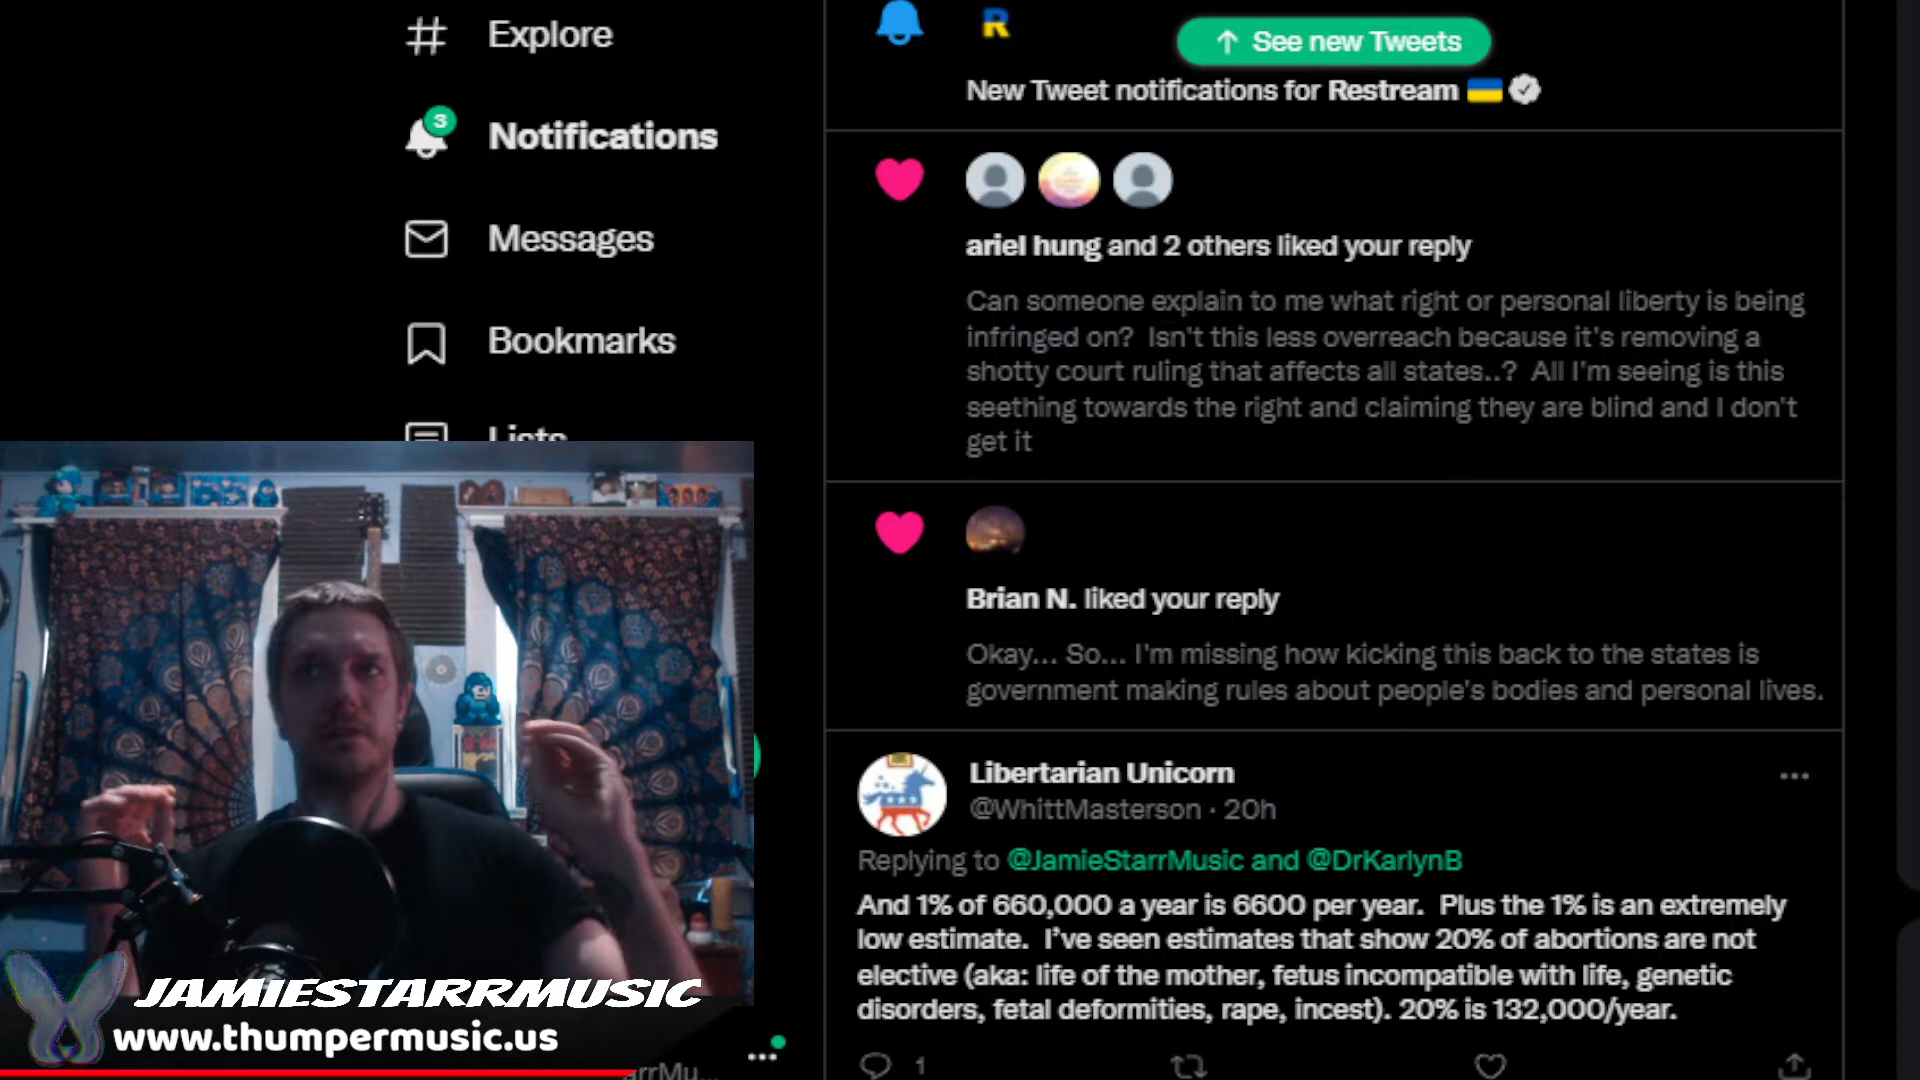 Explore
3
Notifications
Messages
Bookmarks
Lists
R
See new Tweets
New Tweet notifications for Restream
ariel hung and 2 others liked your reply
Can someone explain to me what right or personal liberty is being
infringed on? Isn't this less overreach because it's removing a
shotty court ruling that affects all states..? All I'm seeing is this
seething towards the right and claiming they are blind and I don't
get it
Brian N. liked your reply
Okay... So... I'm missing how kicking this back to the states is
government making rules about people's bodies and personal lives.
Libertarian Unicorn
@WhittMasterson · 20h
Replying to @JamieStarrMusic and @DrKarlynB
And 1% of 660,000 a year is 6600 per year. Plus the 1% is an extremely
low estimate. I've seen estimates that show 20% of abortions are not
elective (aka: life of the mother, fetus incompatible with life, genetic
disorders, fetal deformities, rape, incest). 20% is 132,000/year.
1
JAMIESTARRMUSIC
www.thumpermusic.us
arrMu...